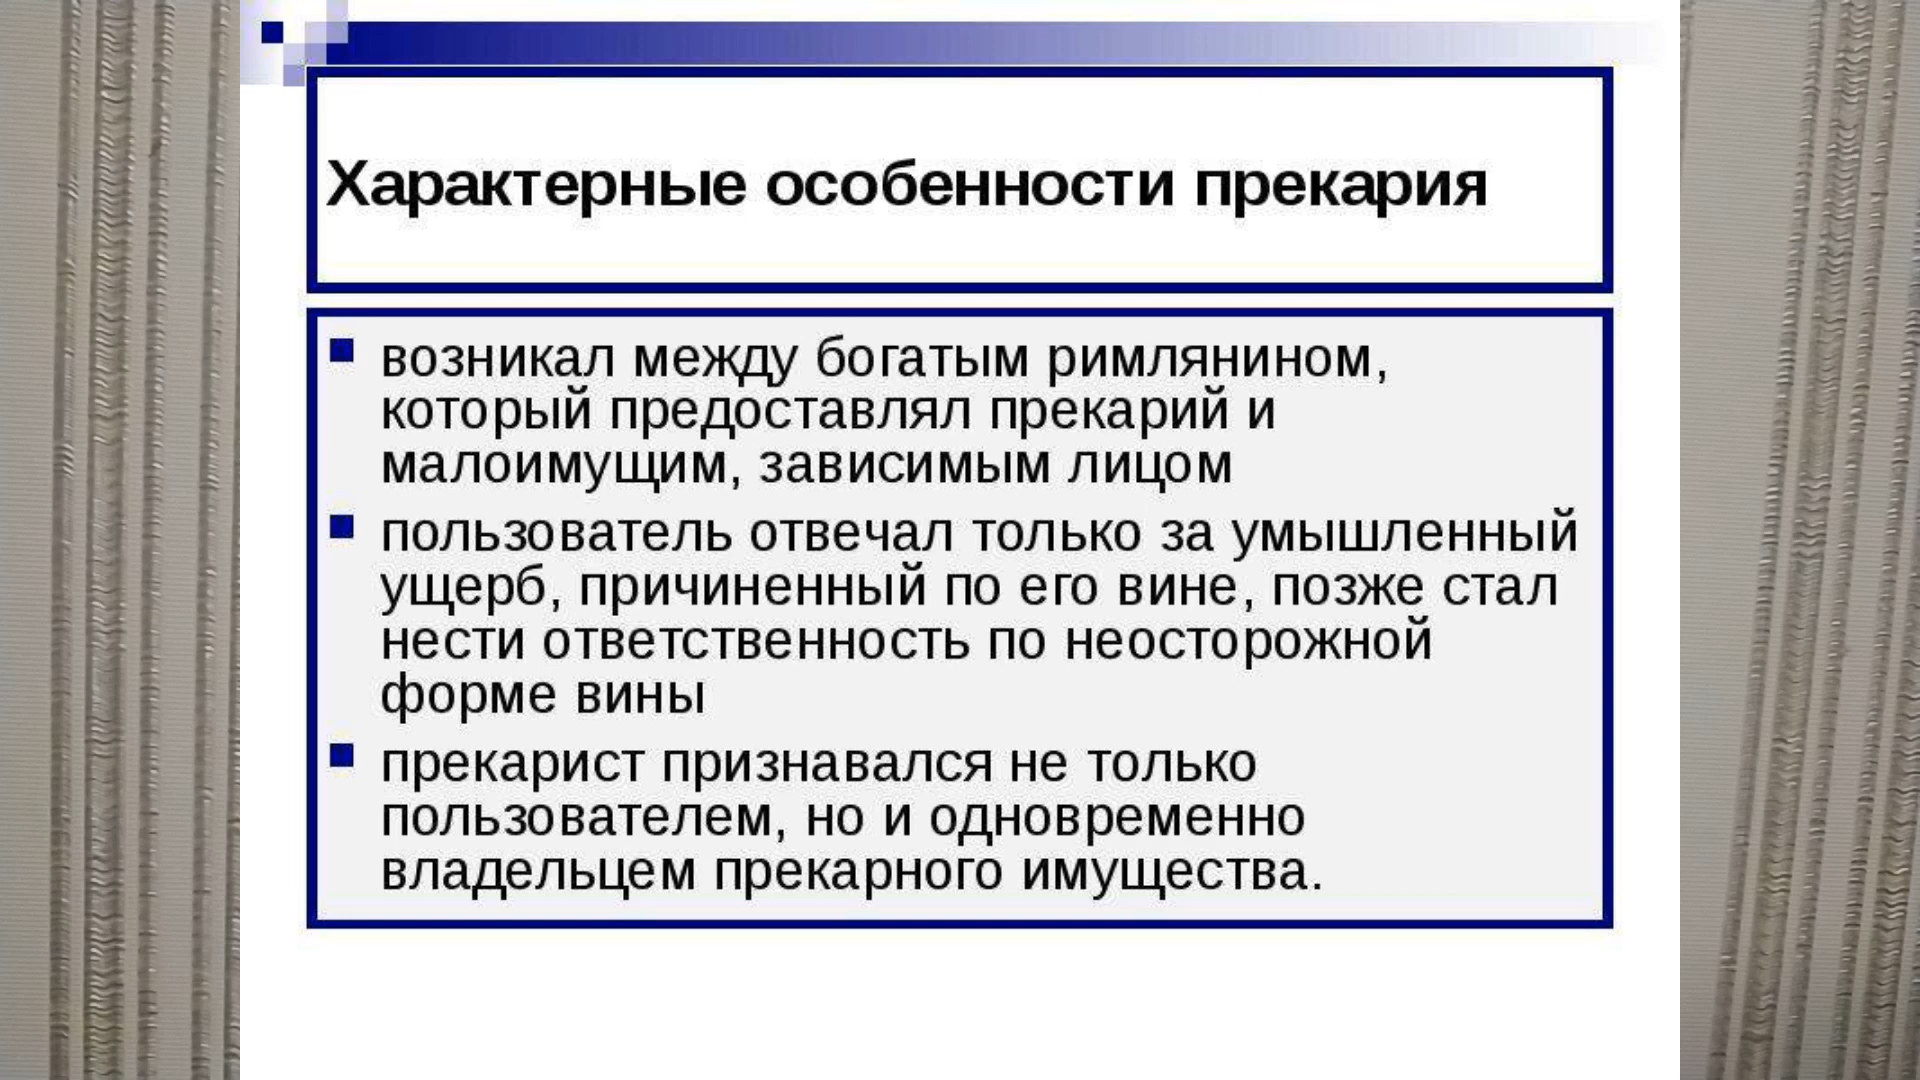 Характерные особенности прекария
возникал между богатым римлянином,
который предоставлял прекарий и
малоимущим, зависимым лицом
пользователь отвечал только за умышленный
ущерб, причиненный по его вине, позже стал
нести ответственность по неосторожной
форме вины
прекарист признавался не только
пользователем, но и одновременно
владельцем прекарного имущества.